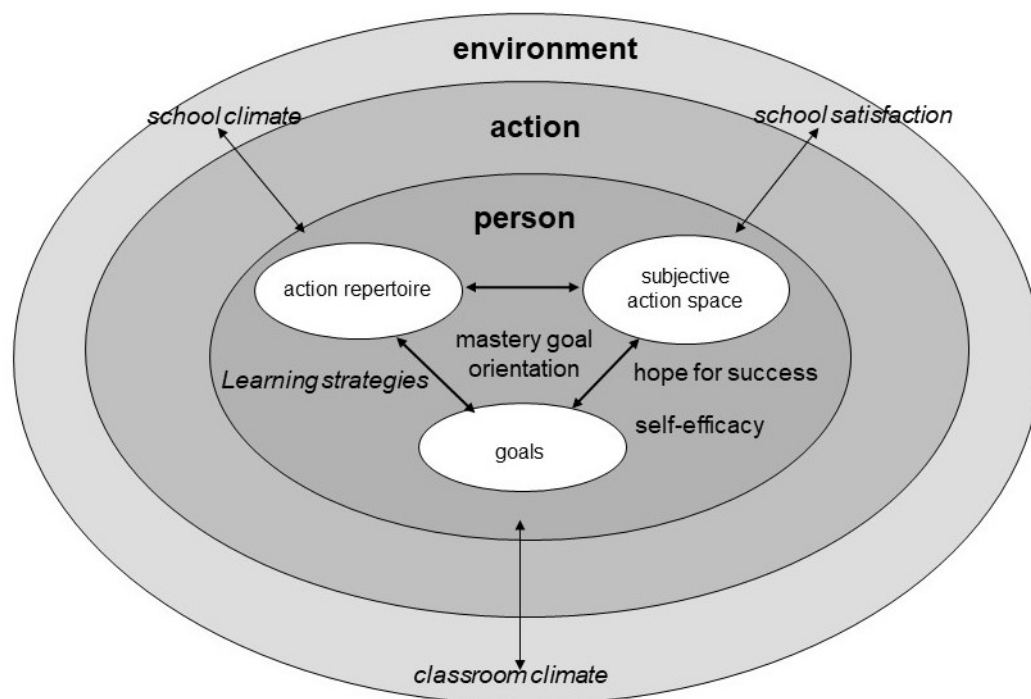 environment
school climate
school satisfaction
action
person
action repertoire
subjective
action space
mastery goal
orientation
Learning strategies
hope for success
self-efficacy
goals
classroom climate